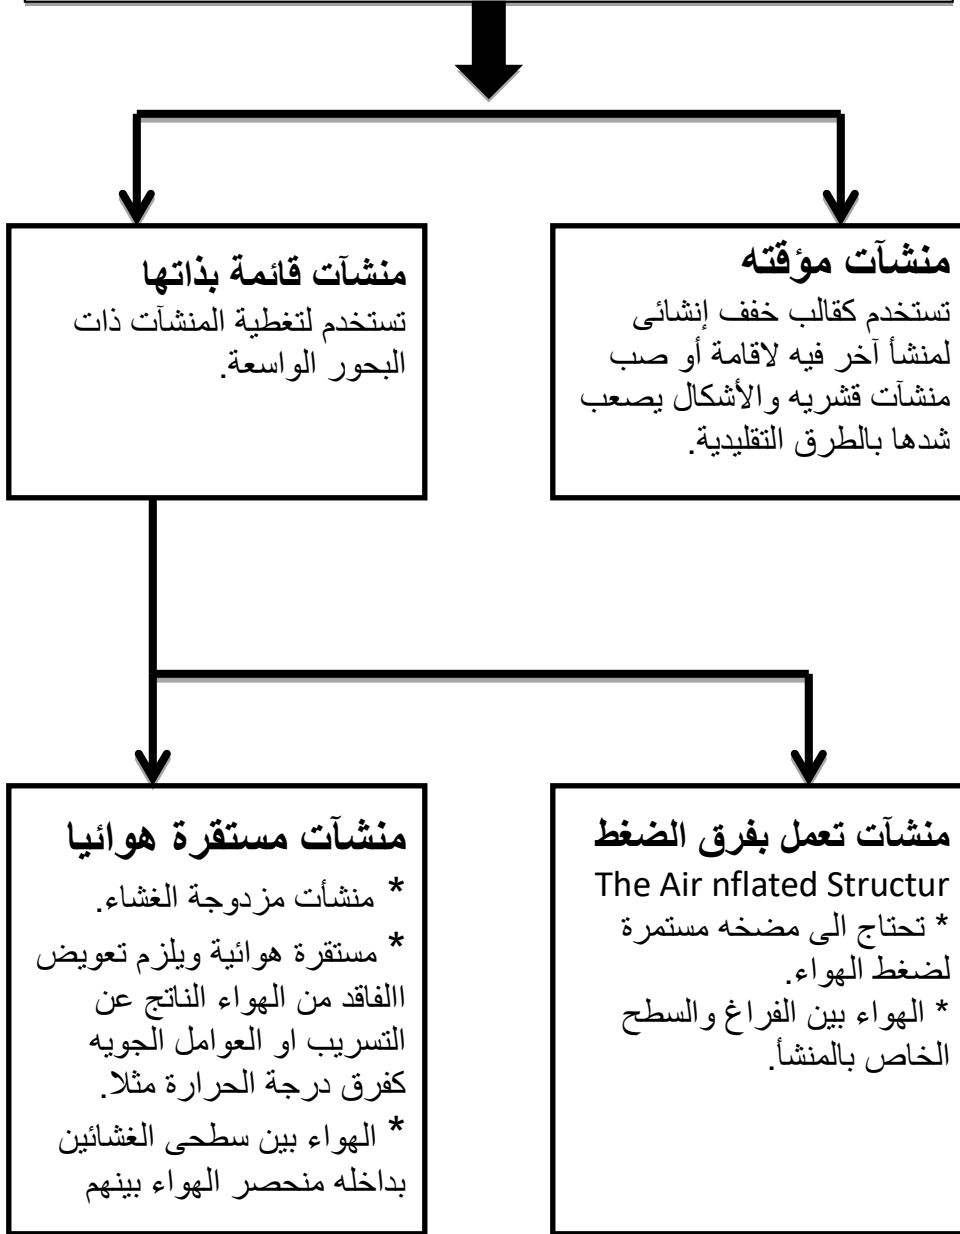 منشآت مؤقته
تستخدم كقالب خفف إنشائى
لمنشأ آخر فيه لاقامة أو صب
منشآت قشريه والأشكال يصعب
شدها بالطرق التقليدية.
منشآت قائمة بذاتها
تستخدم لتغطية المنشآت ذات
البحور الواسعة.
منشآت تعمل بفرق الضغط
The Air nflated Structur
* تحتاج الى مضخه مستمرة
لضغط الهواء.
* الهواء بين الفراغ والسطح
الخاص بالمنشأ.
منشآت مستقرة هوائيا
* منشأت مزدوجة الغشاء.
* مستقرة هوائية ويلزم تعويض
االفاقد من الهواء الناتج عن
التسريب او العوامل الجويه
كفرق درجة الحرارة مثلا.
* الهواء بين سطحى الغشائين
بداخله منحصر الهواء بينهم